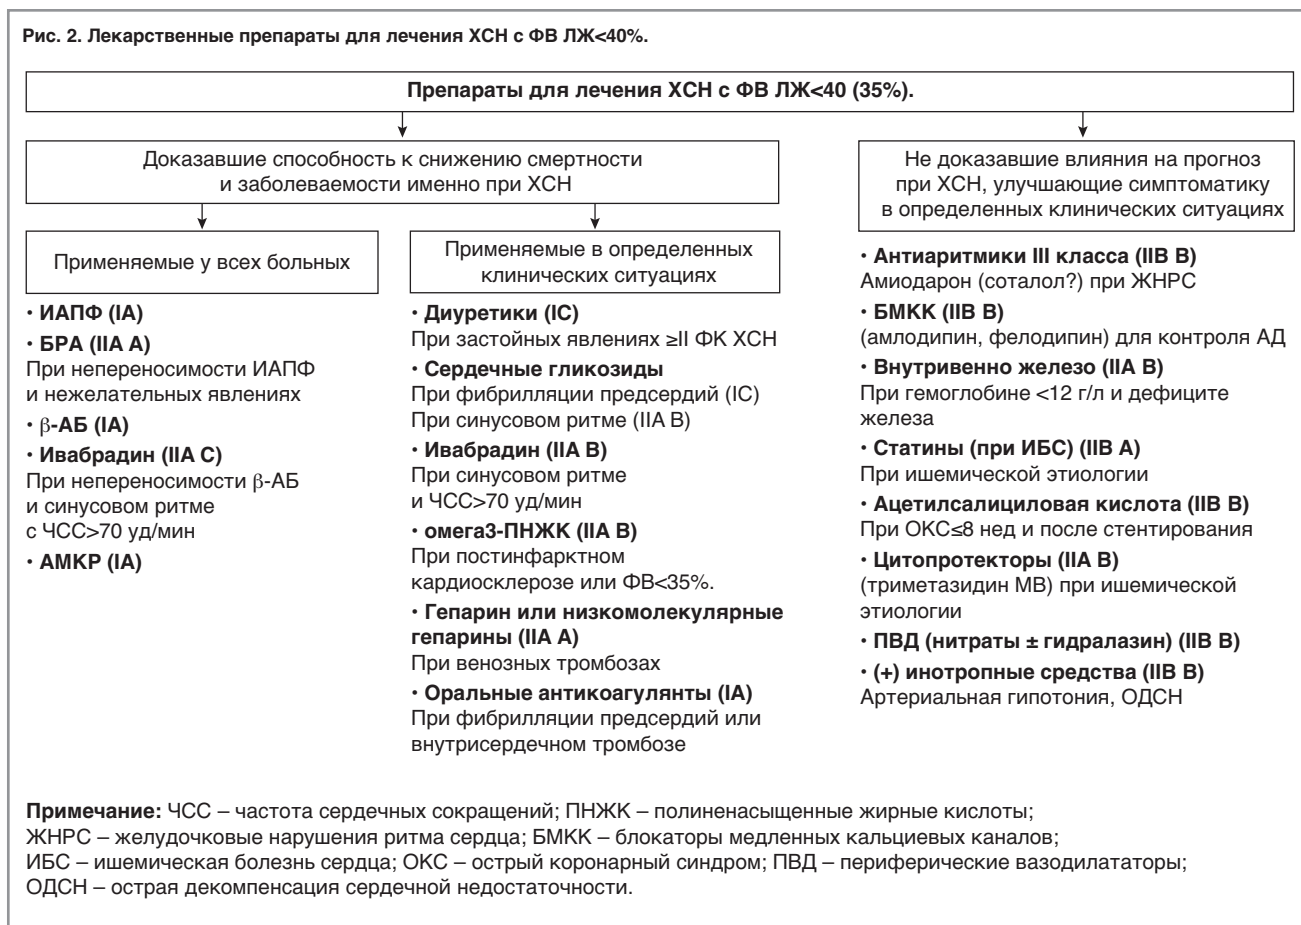 Рис. 2. Лекарственные препараты для лечения ХСН с ФВ ЛЖ<40%.
Препараты для лечения ХСН с ФВ ЛЖ<40 (35%).
Доказавшие способность к снижению смертности
и заболеваемости именно при ХСН
Применяемые у всех больных
• ИАПФ (IA)
• БРА (IIA A)
При непереносимости ИАПФ
и нежелательных явлениях
• β-АБ (IA)
• Ивабрадин (IIA C)
При непереносимости β-АБ
и синусовом ритме
с ЧСС>70 уд/мин
• АМКР (IA)
Применяемые в определенных
клинических ситуациях
• Диуретики (IC)
При застойных явлениях ≥II ФК ХСН
• Сердечные гликозиды
При фибрилляции предсердий (IC)
При синусовом ритме (IIA B)
• Ивабрадин (IIA B)
При синусовом ритме
и ЧСС>70 уд/мин
• омега3-ПНЖК (IIA B)
При постинфарктном
кардиосклерозе или ФВ<35%.
• Гепарин или низкомолекулярные
гепарины (IIA A)
При венозных тромбозах
• Оральные антикоагулянты (IA)
При фибрилляции предсердий или
внутрисердечном тромбозе
Не доказавшие влияния на прогноз
при ХСН, улучшающие симптоматику
в определенных клинических ситуациях
• Антиаритмики III класса (IIB B)
Амиодарон (соталол?) при ЖНРС
• БМКК (IIB B)
(амлодипин, фелодипин) для контроля АД
• Внутривенно железо (IIA B)
При гемоглобине <12 г/л и дефиците
железа
• Статины (при ИБС) (IIB A)
При ишемической этиологии
• Ацетилсалициловая кислота (IIB B)
При ОКС≤8 нед и после стентирования
• Цитопротекторы (IIA B)
(триметазидин МВ) при ишемической
этиологии
• ПВД (нитраты ± гидралазин) (IIB B)
• (+) инотропные средства (IIB B)
Артериальная гипотония, ОДСН
Примечание: ЧСС – частота сердечных сокращений; ПНЖК – полиненасыщенные жирные кислоты;
ЖНРС – желудочковые нарушения ритма сердца; БМКК – блокаторы медленных кальциевых каналов;
ИБС – ишемическая болезнь сердца; ОКС – острый коронарный синдром; ПВД – периферические вазодилататоры;
ОДСН – острая декомпенсация сердечной недостаточности.